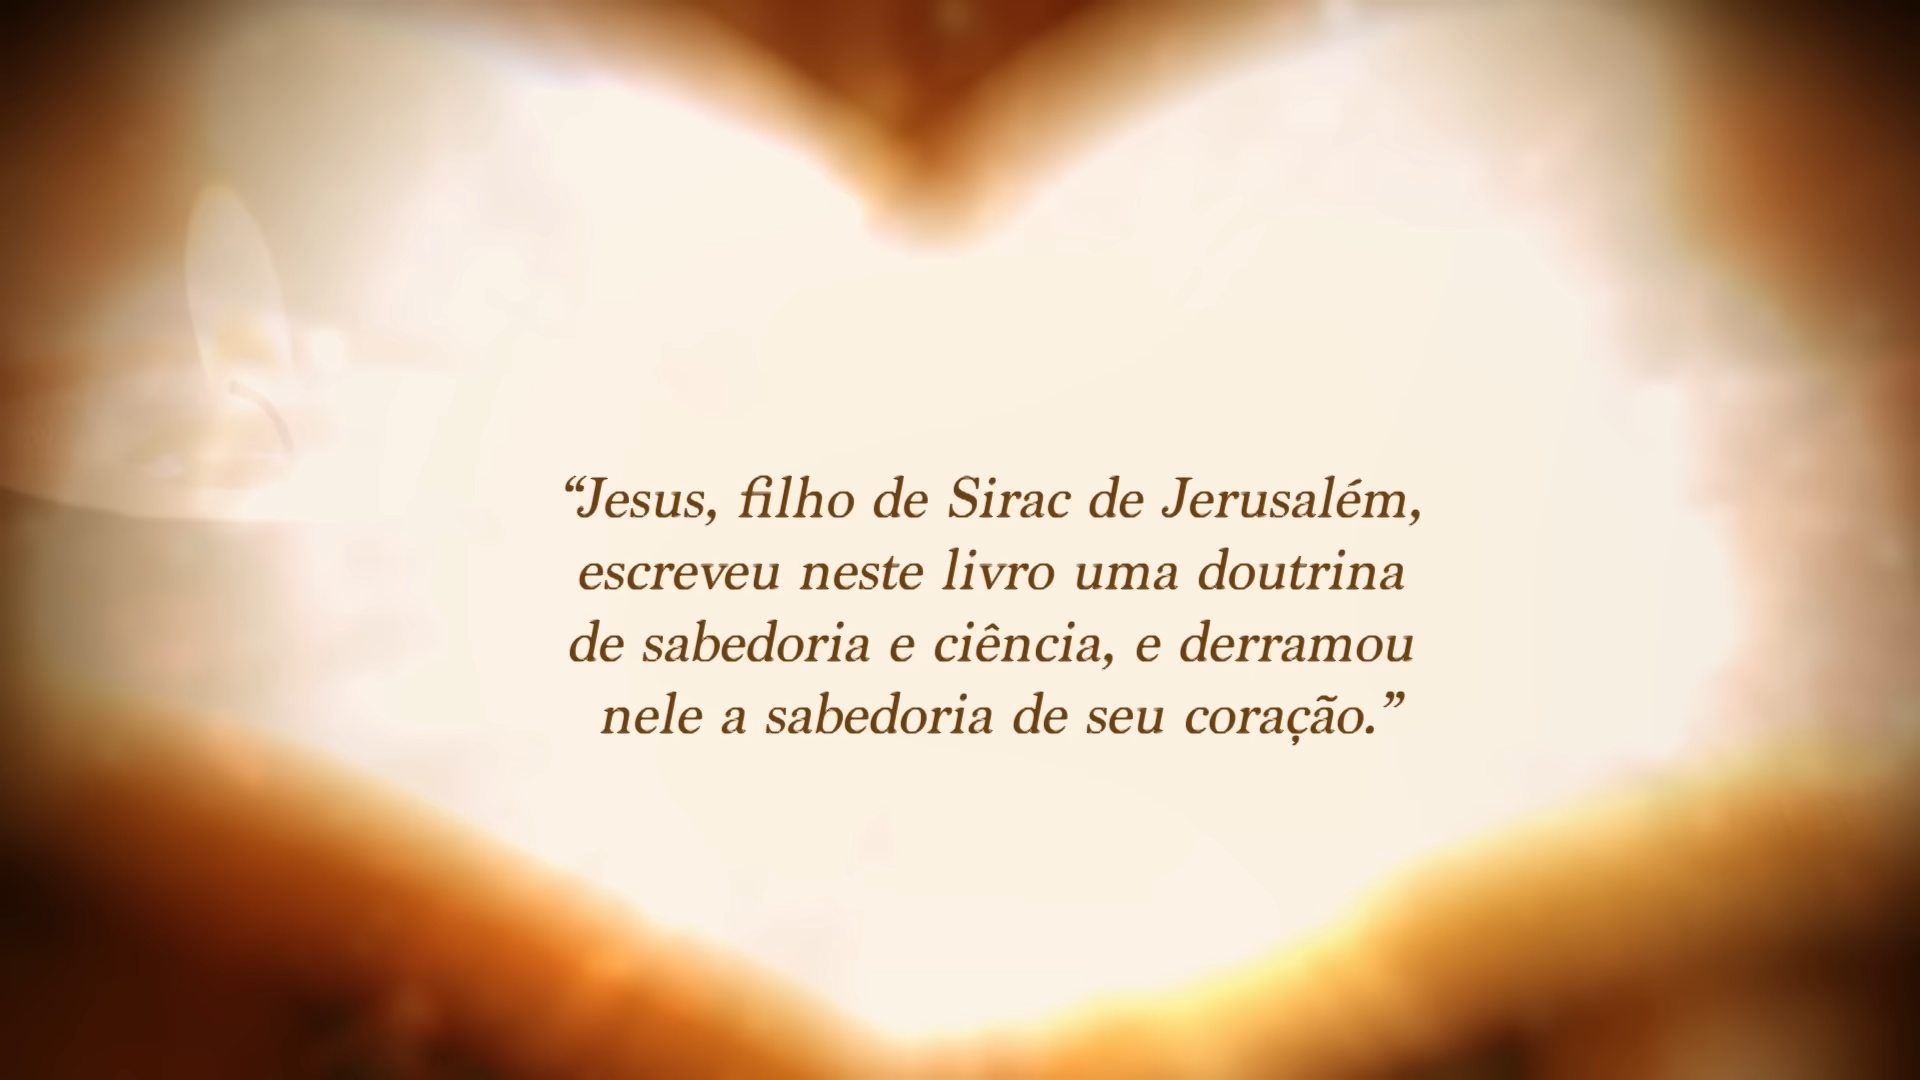 “Jesus, filho de Sirac de Jerusalém,
escreveu neste livro uma doutrina
de sabedoria e ciência, e derramou
nele a sabedoria de seu coração.”